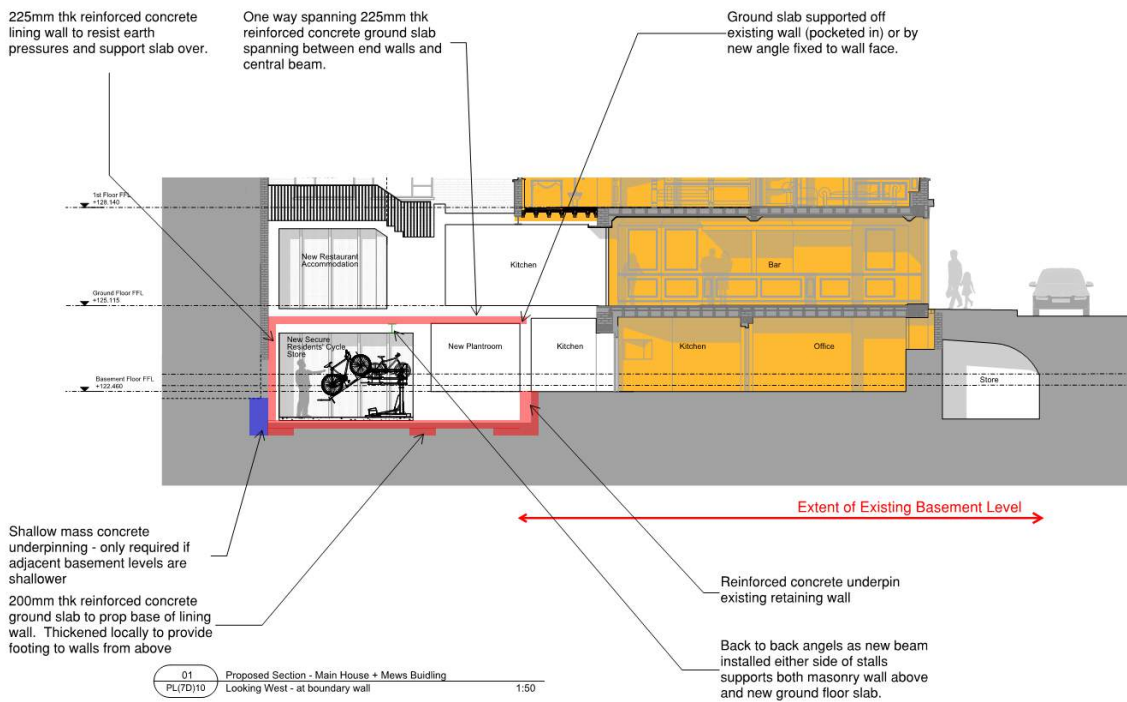 225mm thk reinforced concrete
lining wall to resist earth
pressures and support slab over.
One way spanning 225mm thk
reinforced concrete ground slab
spanning between end walls and
central beam.
Ground slab supported off
existing wall (pocketed in) or by
new angle fixed to wall face.
1st Floor FFL
+128.140
New Restaurant
Accommodation
Kitchen
Bar
Ground Floor FFL
+125.115
New Secure
Residents' Cycle
Store
New Plantroom
Kitchen
Kitchen
Office
Basement Floor FFL
+122.460
Store
Extent of Existing Basement Level
Shallow mass concrete
underpinning - only required if
adjacent basement levels are
shallower
200mm thk reinforced concrete
ground slab to prop base of lining
wall. Thickened locally to provide
footing to walls from above
Reinforced concrete underpin
existing retaining wall
Back to back angels as new beam
installed either side of stalls
supports both masonry wall above
and new ground floor slab.
01
PL(7D)10
Proposed Section - Main House + Mews Buidling
Looking West - at boundary wall
1:50